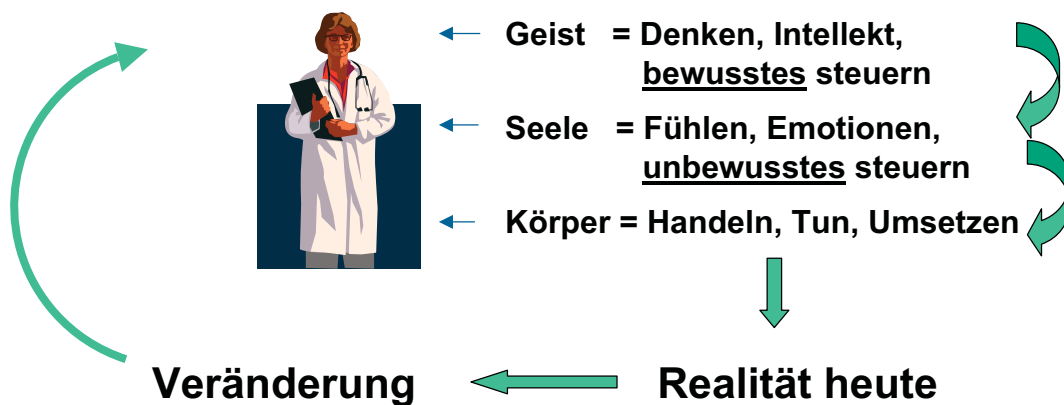 Geist = Denken, Intellekt,
bewusstes steuern
Seele = Fühlen, Emotionen,
unbewusstes steuern
Körper = Handeln, Tun, Umsetzen
Veränderung
Realität heute